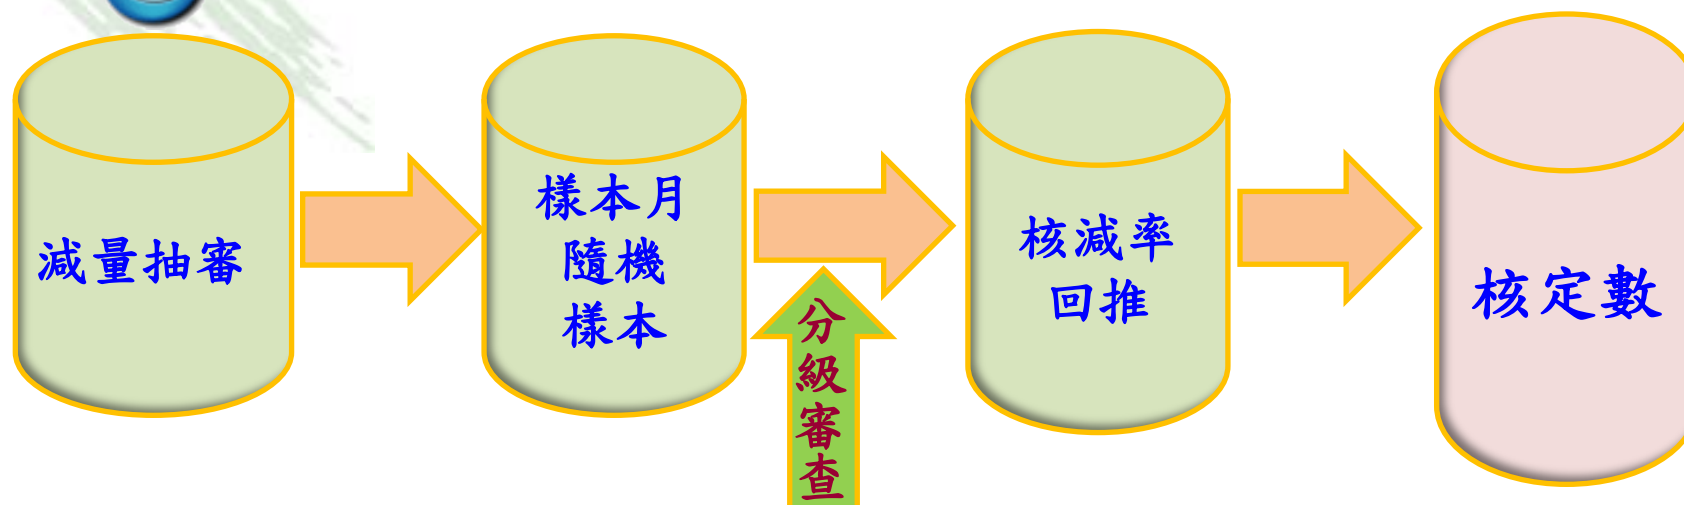 減量抽審
樣本月
隨機
樣本
分級審查
核減率
回推
核定數